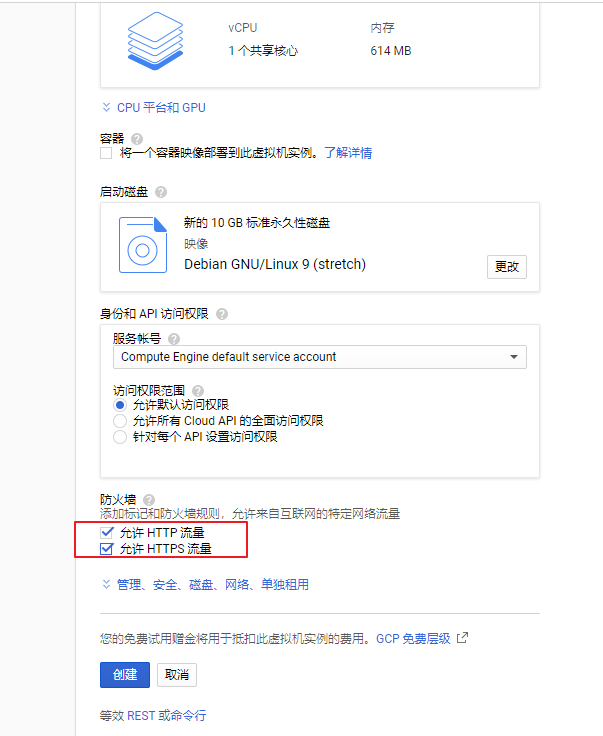 vCPU 内存
1 个共享核心 614 MB
CPU 平台和 GPU
容器
将一个容器映像部署到此虚拟机实例。了解详情
启动磁盘
新的 10 GB 标准永久性磁盘
映像
Debian GNU/Linux 9 (stretch)
更改
身份和 API 访问权限
服务帐号
Compute Engine default service account
访问权限范围
允许默认访问权限
允许所有 Cloud API 的全面访问权限
针对每个 API 设置访问权限
防火墙
添加标记和防火墙规则，允许来自互联网的特定网络流量
允许 HTTP 流量
允许 HTTPS 流量
管理、安全、磁盘、网络、单独租用
您的免费试用赠金将用于抵扣此虚拟机实例的费用。GCP 免费层级
创建 取消
等效 REST 或命令行